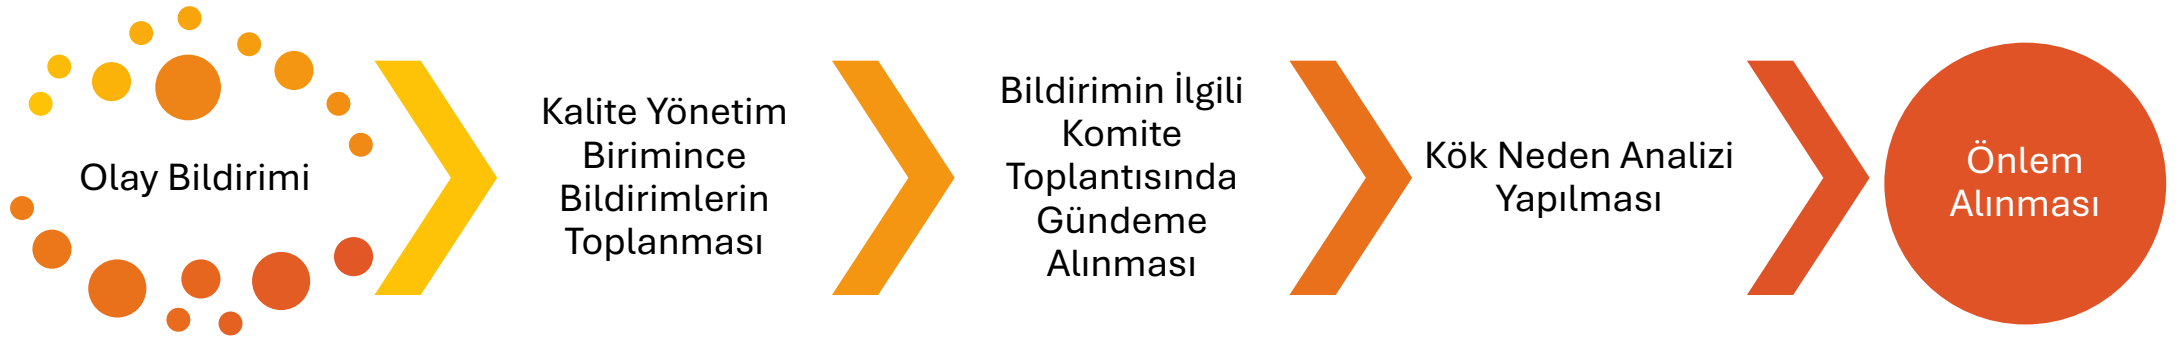 Olay Bildirimi
Kalite Yönetim
Birimince
Bildirimlerin
Toplanması
Bildirimin İlgili
Komite
Toplantısında
Gündeme
Alınması
Kök Neden Analizi
Yapılması
Önlem
Alınması